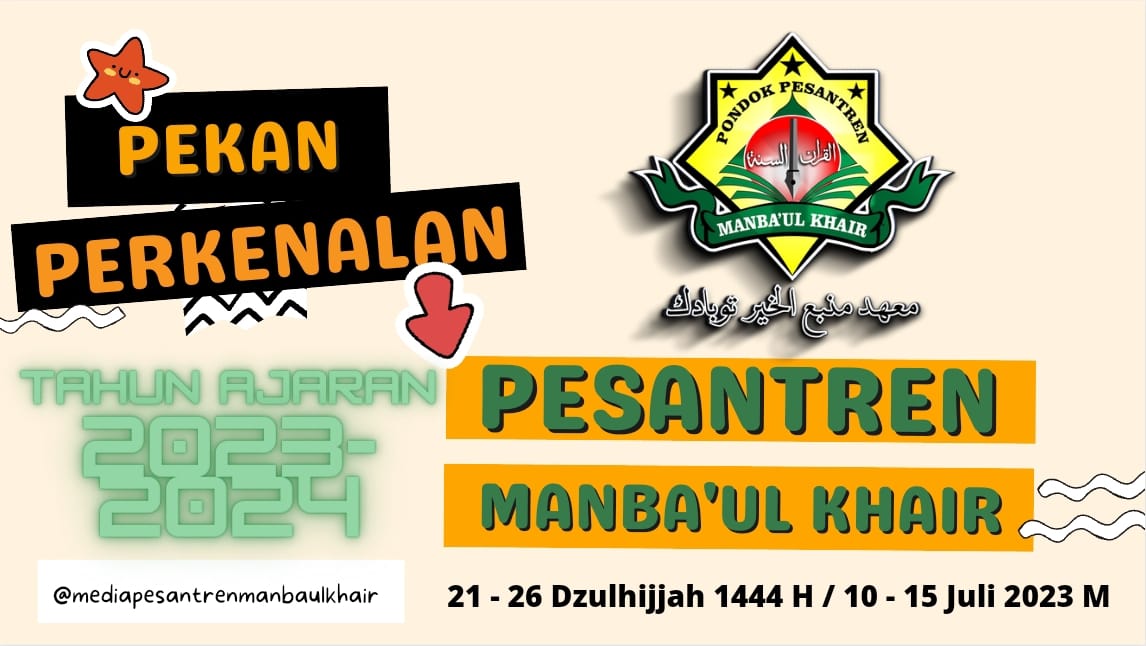 PEKAN
PERKENALAN
TAHUN AJARAN
2023-
2024
@mediapesantrenmanbaulkhair
PONDOK PESANTREN
السنة القرآن
MANBA'UL KHAIR
معهد منبع الخير توبادك
PESANTREN
MANBA'UL KHAIR
21 - 26 Dzulhijjah 1444 H / 10 - 15 Juli 2023 M